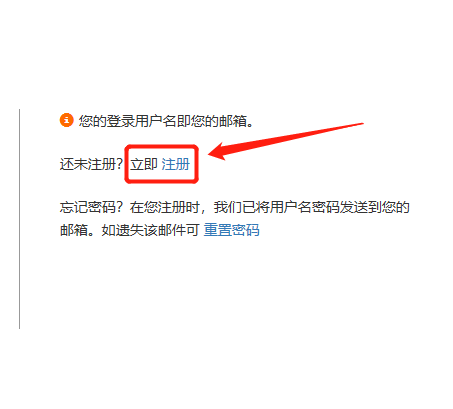 您的登录用户名即您的邮箱。
还未注册？立即 注册
忘记密码？在您注册时，我们已将用户名密码发送到您的
邮箱。如遗失该邮件可 重置密码